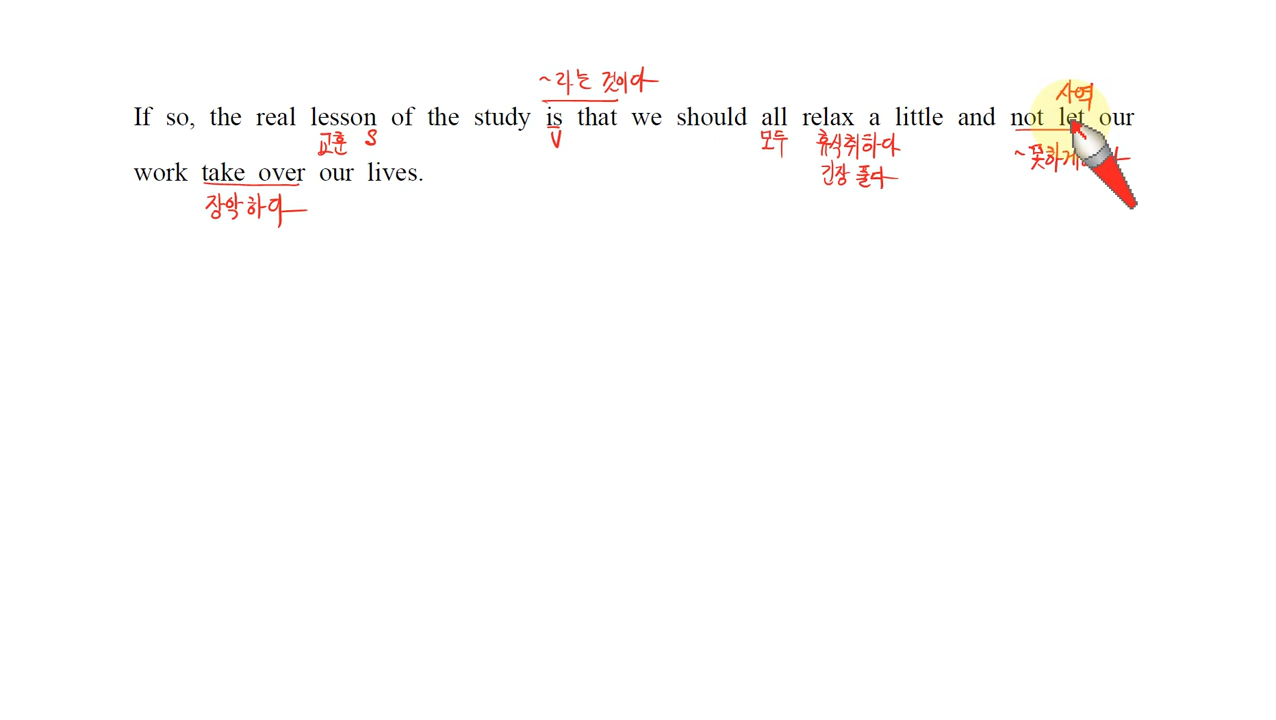 ~라는 것이다
사역
If so, the real lesson of the study is that we should all relax a little and not let our
교훈 S V 모두 휴식취하다 ~못하게
긴장 풀다
work take over our lives.
장악하다